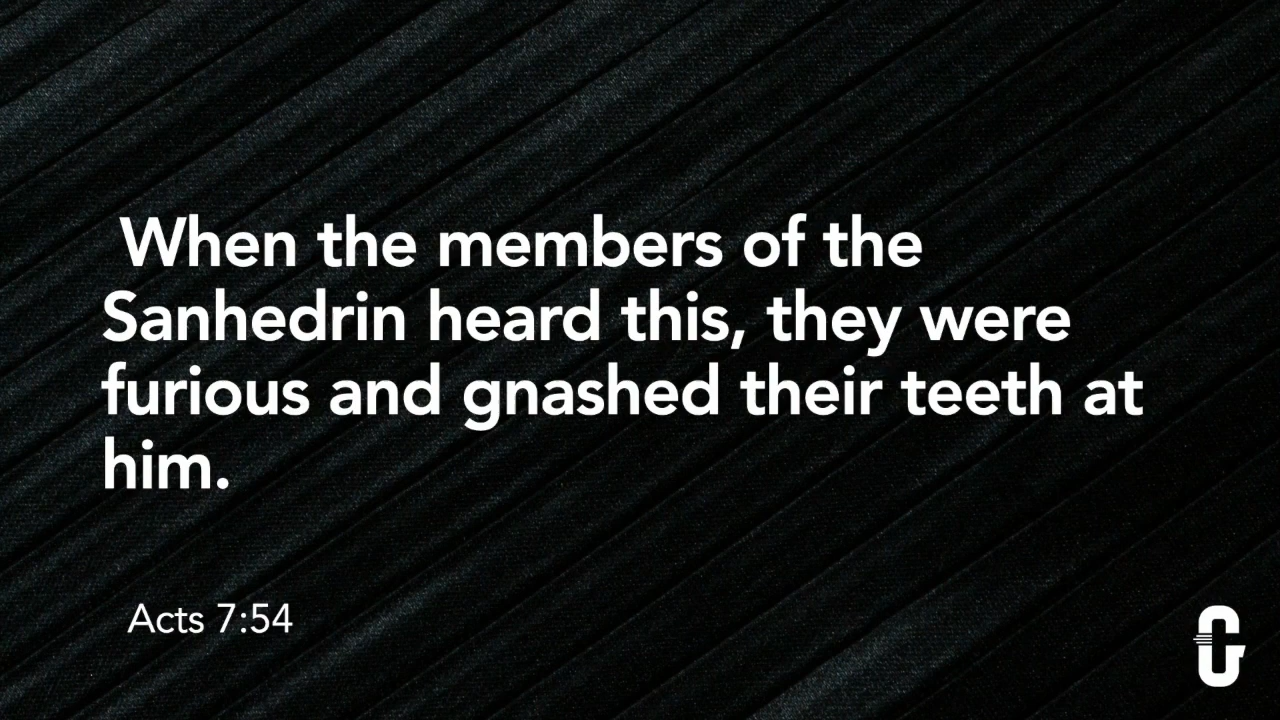 When the members of the
Sanhedrin heard this, they were
furious and gnashed their teeth at
him.
Acts 7:54